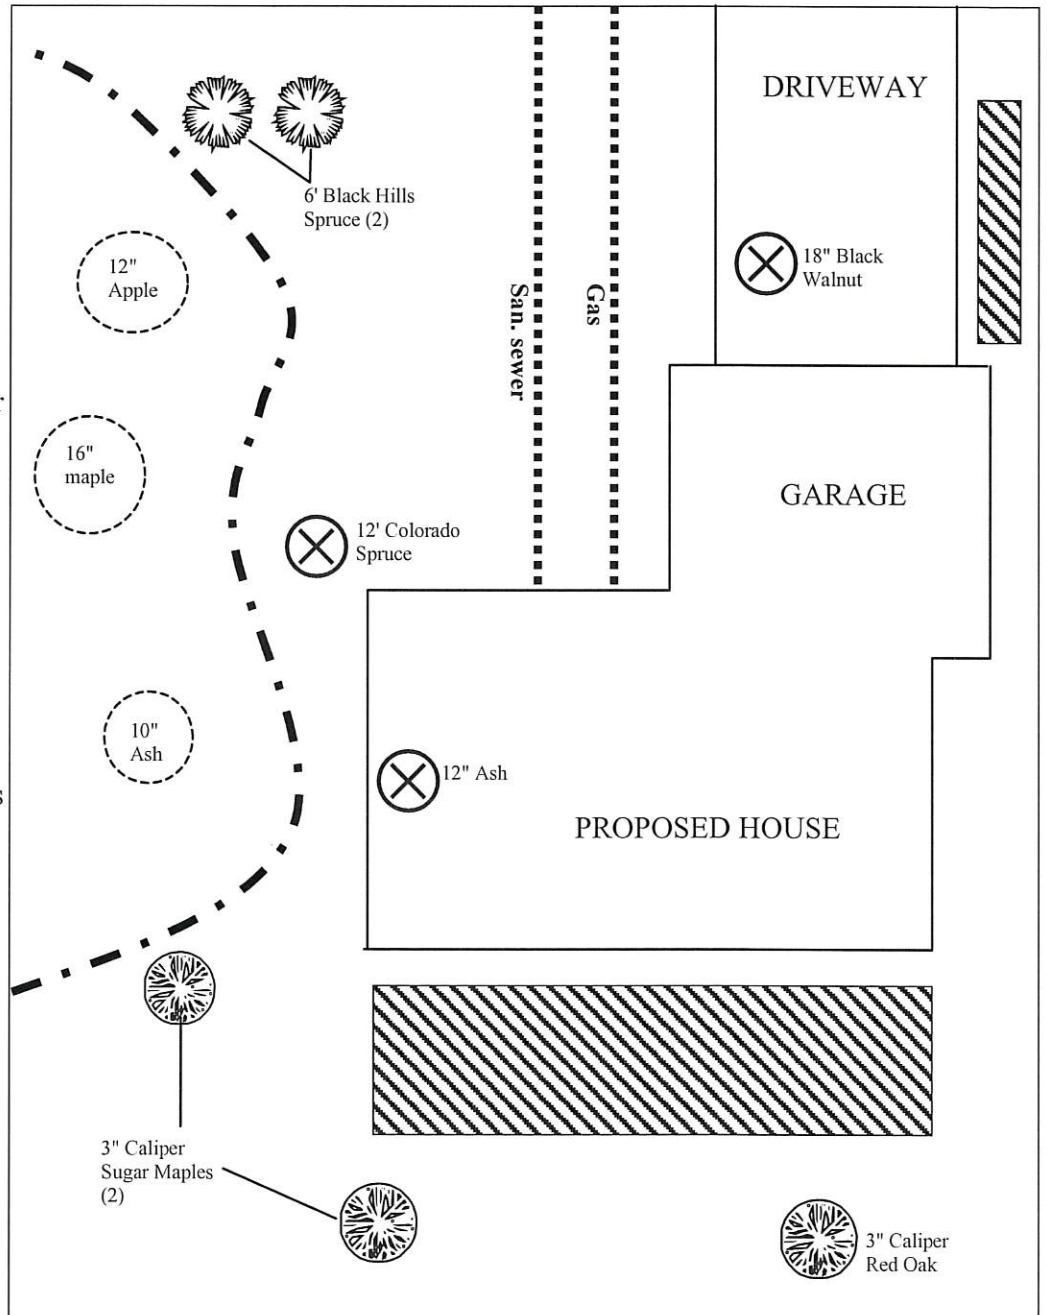 DRIVEWAY
6' Black Hills
Spruce (2)
12"
Apple
18" Black
Walnut
San. sewer
Gas
16"
maple
GARAGE
12' Colorado
Spruce
10"
Ash
12" Ash
PROPOSED HOUSE
3" Caliper
Sugar Maples
(2)
3" Caliper
Red Oak